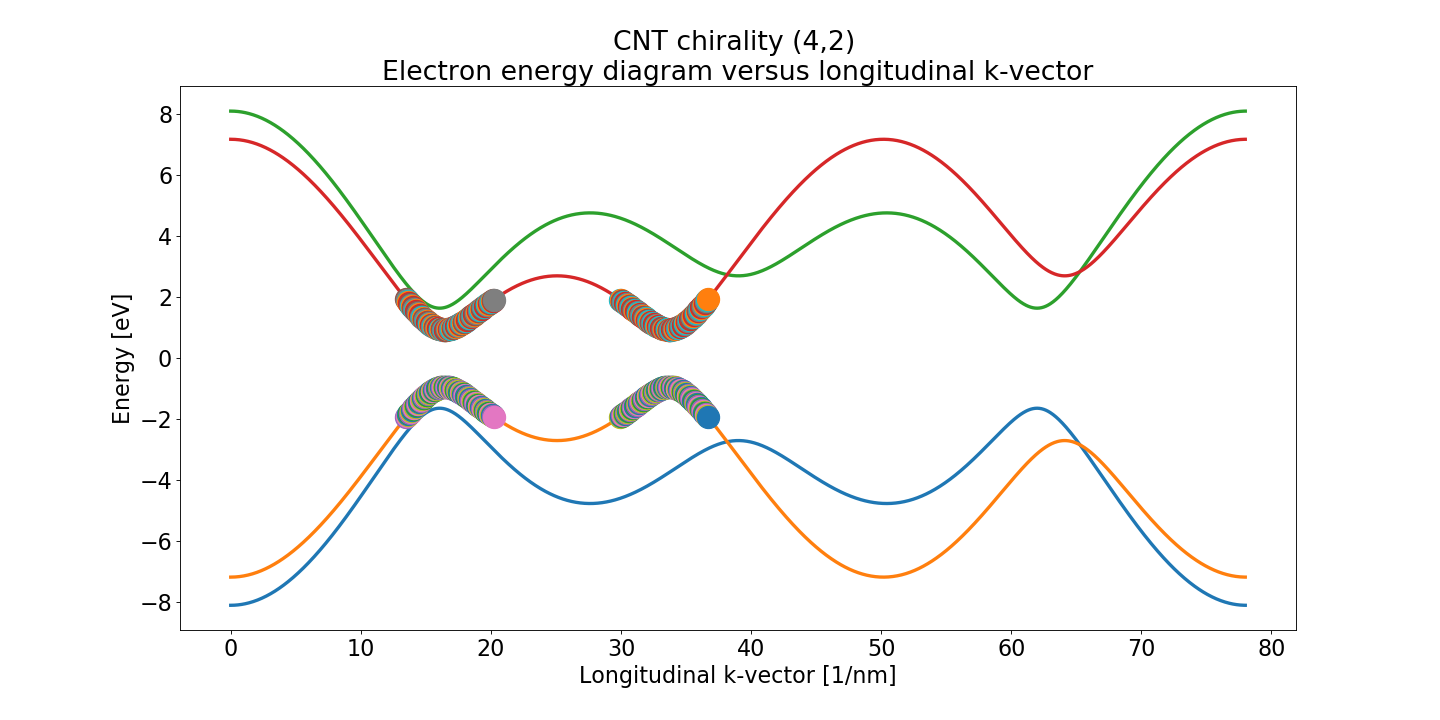 CNT chirality (4,2)
Electron energy diagram versus longitudinal k-vector
Energy [eV]
8
6
4
2
0
−2
−4
−6
−8
0 10 20 30 40 50 60 70 80
Longitudinal k-vector [1/nm]